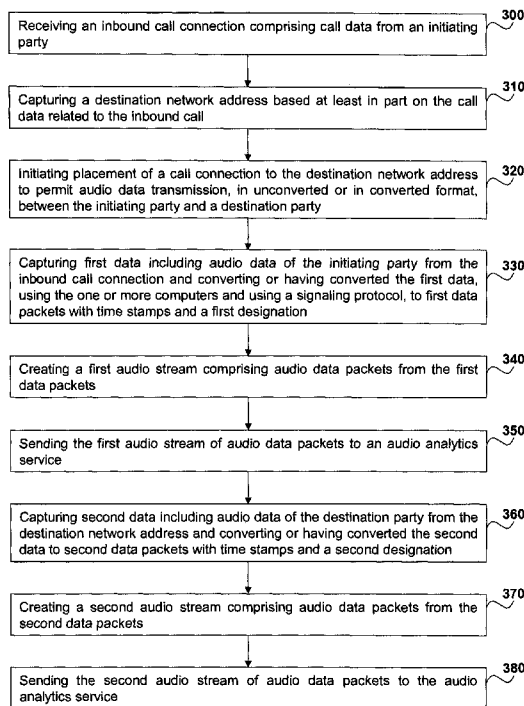 300
Receiving an inbound call connection comprising call data from an initiating
party
310
Capturing a destination network address based at least in part on the call
data related to the inbound call
320
Initiating placement of a call connection to the destination network address
to permit audio data transmission, in unconverted or in converted format,
between the initiating party and a destination party
330
Capturing first data including audio data of the initiating party from the
inbound call connection and converting or having converted the first data,
using the one or more computers and using a signaling protocol, to first data
packets with time stamps and a first designation
340
Creating a first audio stream comprising audio data packets from the first
data packets
350
Sending the first audio stream of audio data packets to an audio analytics
service
360
Capturing second data including audio data of the destination party from the
destination network address and converting or having converted the second
data to second data packets with time stamps and a second designation
370
Creating a second audio stream comprising audio data packets from the
second data packets
380
Sending the second audio stream of audio data packets to the audio
analytics service